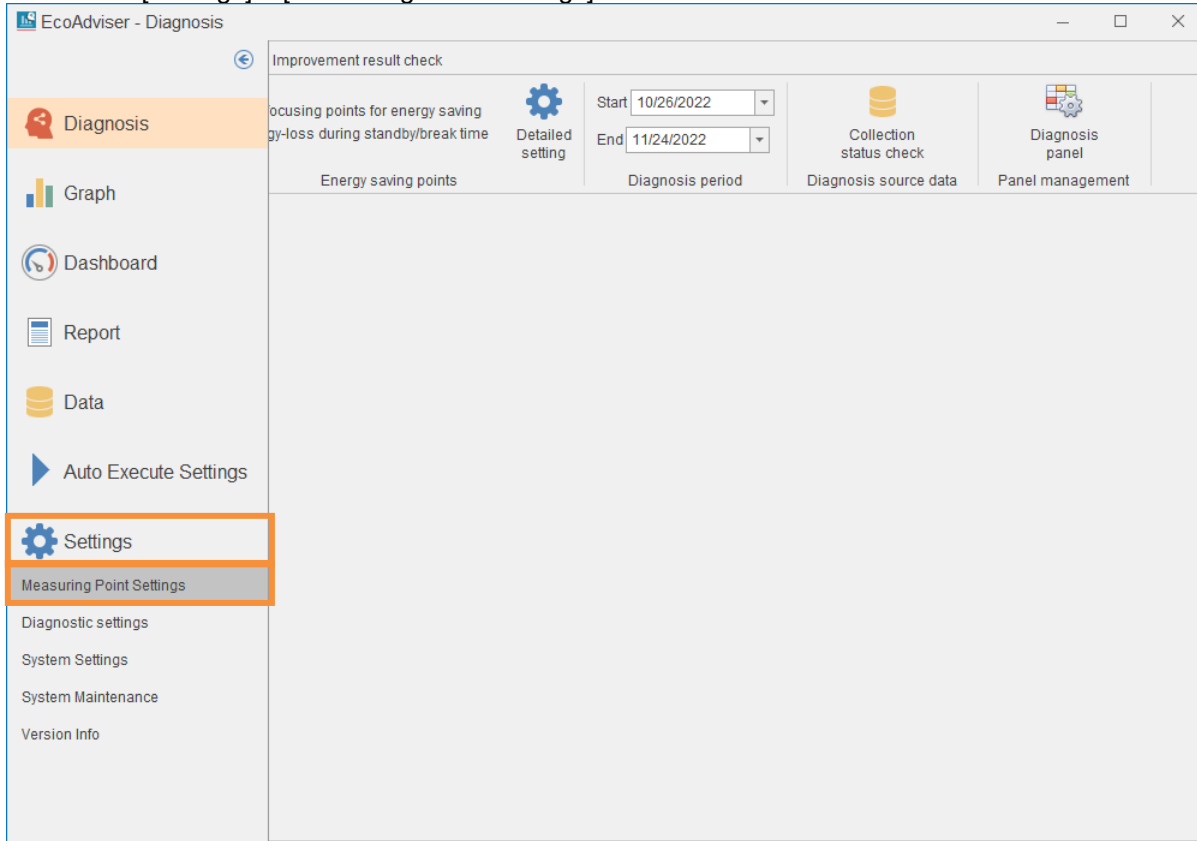 EcoAdviser - Diagnosis
Improvement result check
Diagnosis
Graph
Dashboard
Report
Data
Auto Execute Settings
Settings
Measuring Point Settings
Diagnostic settings
System Settings
System Maintenance
Version Info
ocusing points for energy saving
gy-loss during standby/break time
Detailed
setting
Energy saving points
Start 10/26/2022
End 11/24/2022
Diagnosis period
Collection
status check
Diagnosis source data
Diagnosis
panel
Panel management